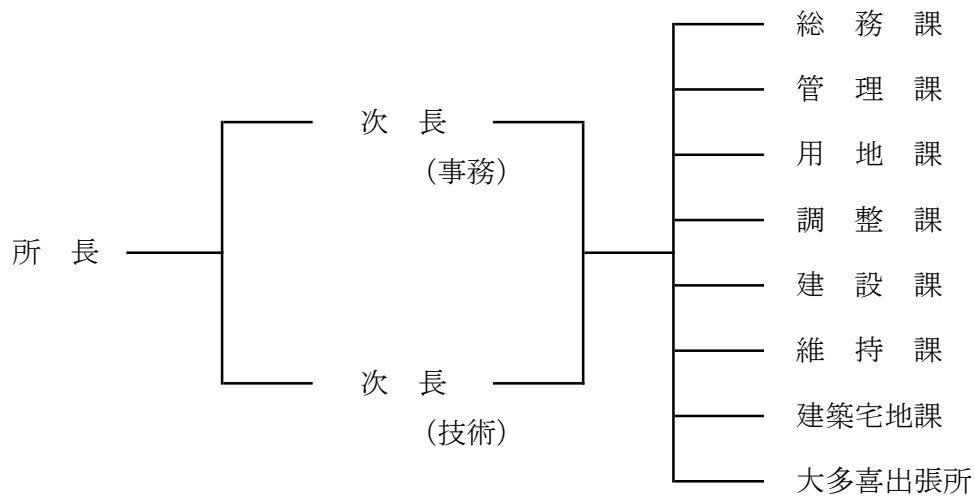 所　長
次　長
（事務）
次　長
（技術）
総　務　課
管　理　課
用　地　課
調　整　課
建　設　課
維　持　課
建築宅地課
大多喜出張所